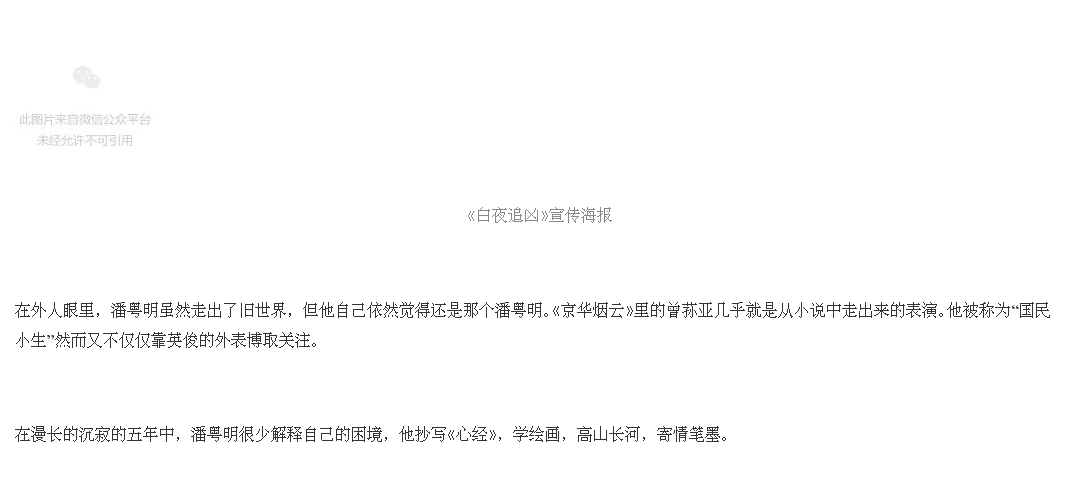 此图片来自微信公众平台
未经允许不可引用
《白夜追凶》宣传海报
在外人眼里，潘粤明虽然走出了旧世界，但他自己依然觉得还是那个潘粤明。《京华烟云》里的曾荪亚几乎就是从小说中走出来的表演。他被称为“国民
小生”然而又不仅仅靠英俊的外表博取关注。
在漫长的沉寂的五年中，潘粤明很少解释自己的困境，他抄写《心经》，学绘画，高山长河，寄情笔墨。